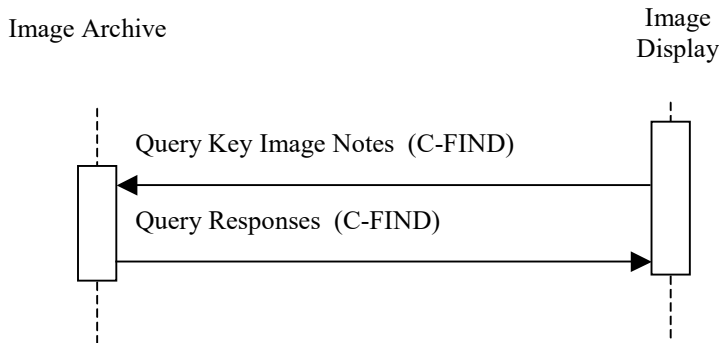 Image Archive
Image
Display
Query Key Image Notes (C-FIND)
Query Responses (C-FIND)